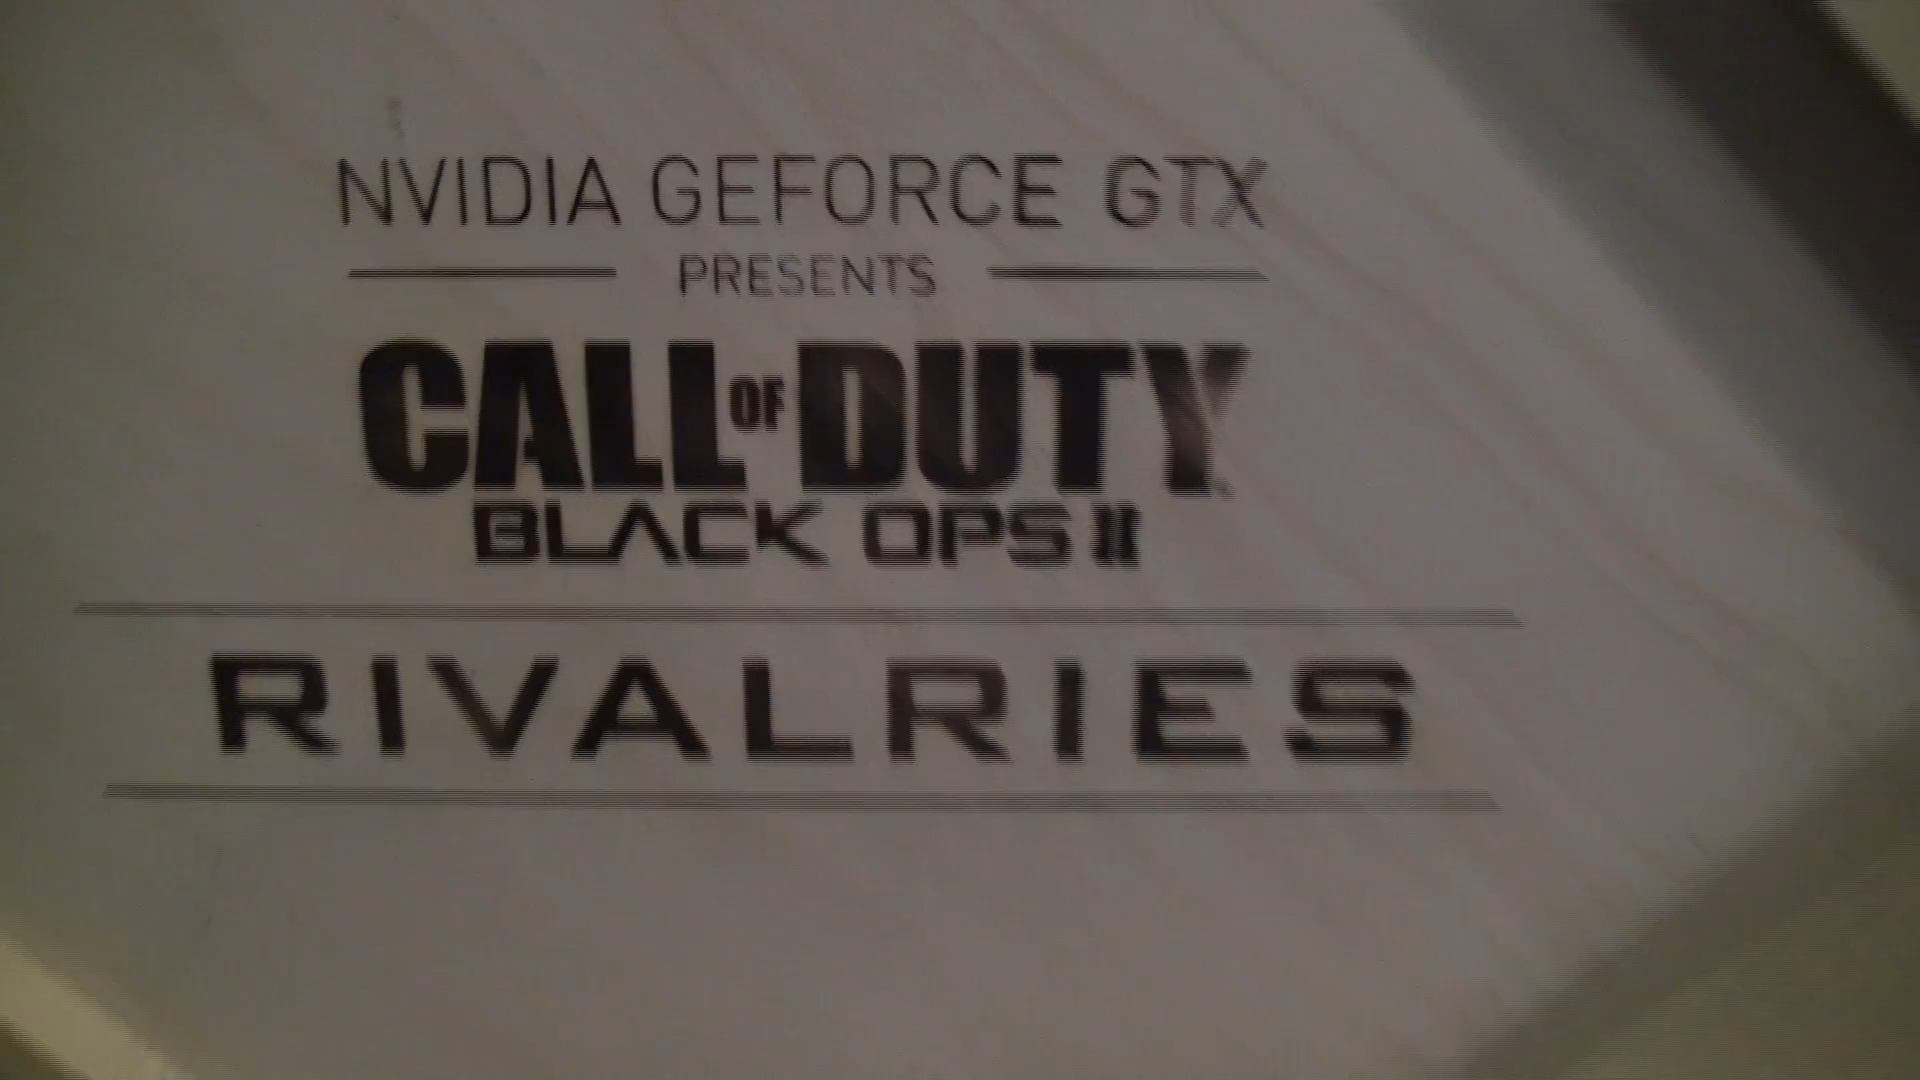 NVIDIA GEFORCE GTX
PRESENTS
CALL OF DUTY
BLACK OPS II
RIVALRIES